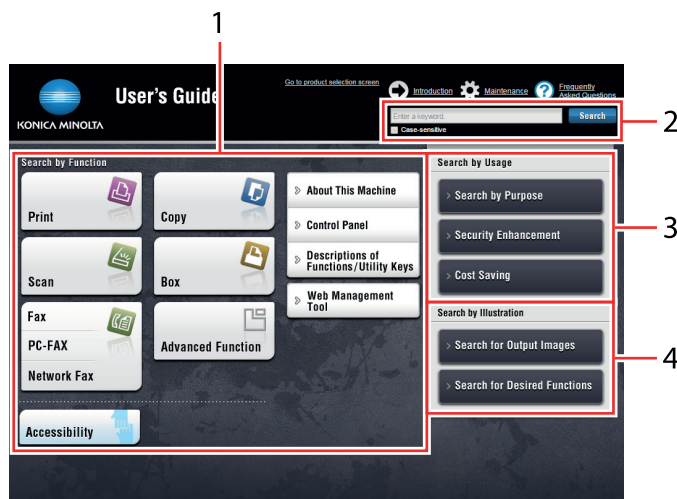 1
Go to product selection screen
Introduction
Maintenance
Frequently
Asked Questions
User's Guide
KONICA MINOLTA
Enter a keyword.
Search
Case-sensitive
2
Search by Function
Print
Copy
Scan
Box
Fax
PC-FAX
Network Fax
Advanced Function
Accessibility
About This Machine
Control Panel
Descriptions of
Functions/Utility Keys
Web Management
Tool
Search by Usage
Search by Purpose
Security Enhancement
Cost Saving
3
Search by Illustration
Search for Output Images
Search for Desired Functions
4